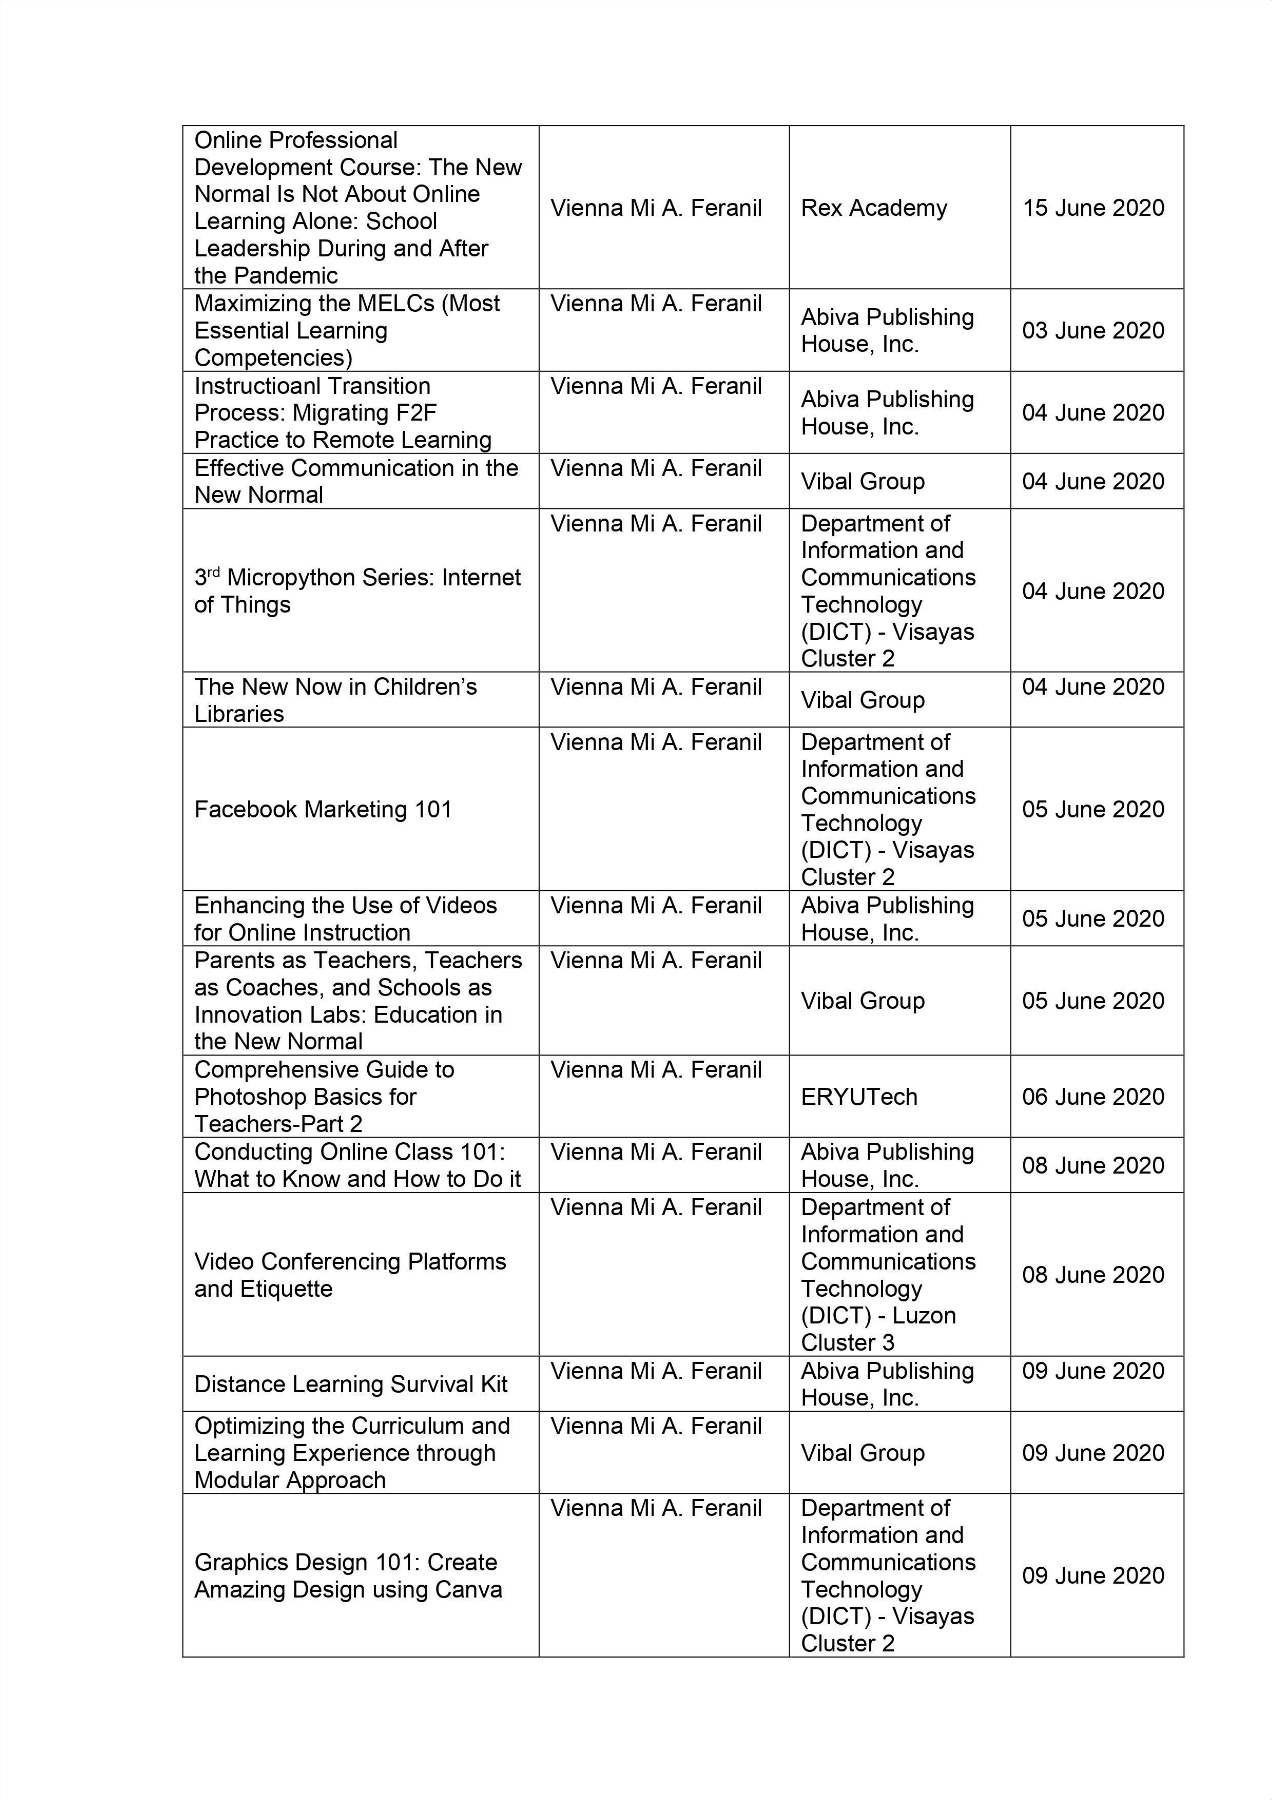 Online Professional
Development Course: The New
Normal Is Not About Online
Learning Alone: School
Leadership During and After
the Pandemic
Vienna Mi A. Feranil
Rex Academy
15 June 2020
Maximizing the MELCs (Most
Essential Learning
Competencies)
Vienna Mi A. Feranil
Abiva Publishing
House, Inc.
03 June 2020
Instructioanl Transition
Process: Migrating F2F
Practice to Remote Learning
Vienna Mi A. Feranil
Abiva Publishing
House, Inc.
04 June 2020
Effective Communication in the
New Normal
Vienna Mi A. Feranil
Vibal Group
04 June 2020
3rd Micropython Series: Internet
of Things
Vienna Mi A. Feranil
Department of
Information and
Communications
Technology
(DICT) - Visayas
Cluster 2
04 June 2020
The New Now in Children’s
Libraries
Vienna Mi A. Feranil
Vibal Group
04 June 2020
Facebook Marketing 101
Vienna Mi A. Feranil
Department of
Information and
Communications
Technology
(DICT) - Visayas
Cluster 2
05 June 2020
Enhancing the Use of Videos
for Online Instruction
Vienna Mi A. Feranil
Abiva Publishing
House, Inc.
05 June 2020
Parents as Teachers, Teachers
as Coaches, and Schools as
Innovation Labs: Education in
the New Normal
Vienna Mi A. Feranil
Vibal Group
05 June 2020
Comprehensive Guide to
Photoshop Basics for
Teachers-Part 2
Vienna Mi A. Feranil
ERYUTech
06 June 2020
Conducting Online Class 101:
What to Know and How to Do it
Vienna Mi A. Feranil
Abiva Publishing
House, Inc.
08 June 2020
Video Conferencing Platforms
and Etiquette
Vienna Mi A. Feranil
Department of
Information and
Communications
Technology
(DICT) - Luzon
Cluster 3
08 June 2020
Distance Learning Survival Kit
Vienna Mi A. Feranil
Abiva Publishing
House, Inc.
09 June 2020
Optimizing the Curriculum and
Learning Experience through
Modular Approach
Vienna Mi A. Feranil
Vibal Group
09 June 2020
Graphics Design 101: Create
Amazing Design using Canva
Vienna Mi A. Feranil
Department of
Information and
Communications
Technology
(DICT) - Visayas
Cluster 2
09 June 2020